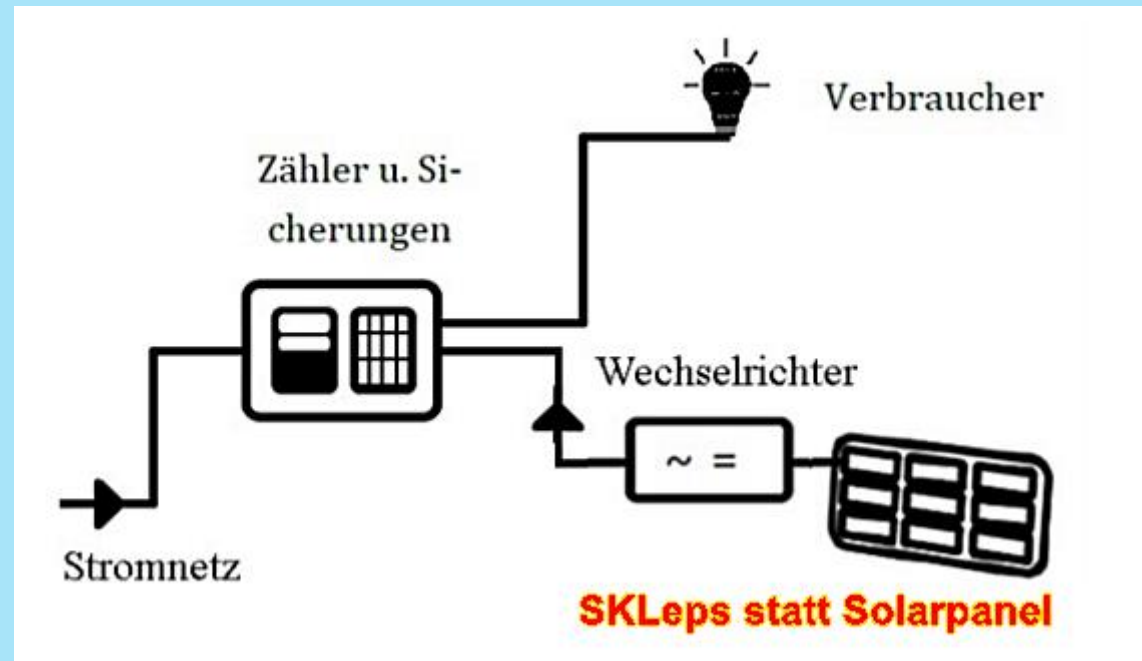 Verbraucher
Zähler u. Si-
cherungen
Wechselrichter
~ =
Stromnetz
SKLeps statt Solarpanel